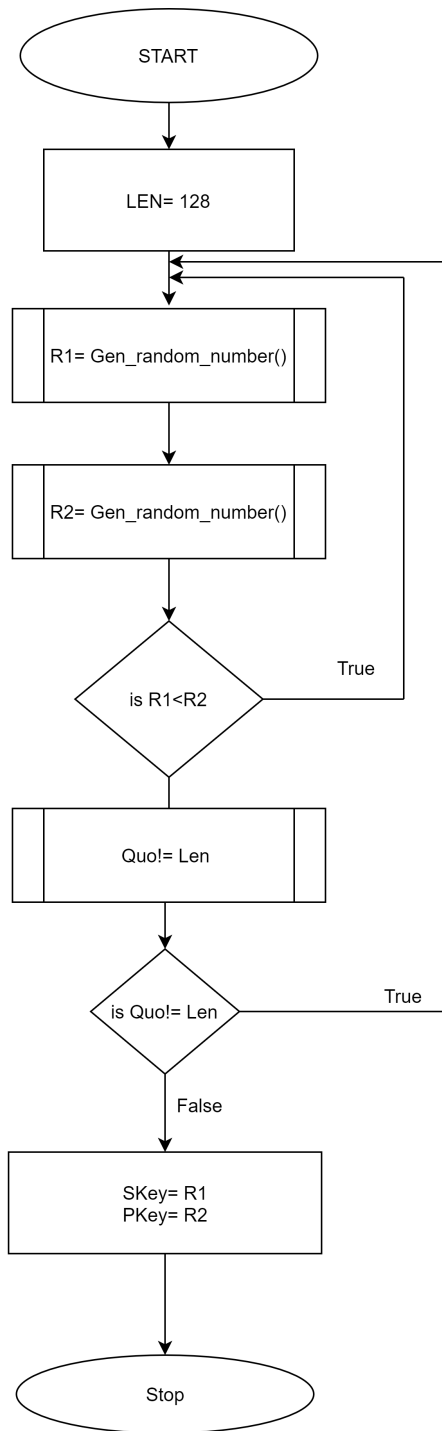 START
LEN= 128
R1= Gen_random_number()
R2= Gen_random_number()
True
is R1<R2
Quo!= Len
True
is Quo!= Len
False
SKey= R1
PKey= R2
Stop